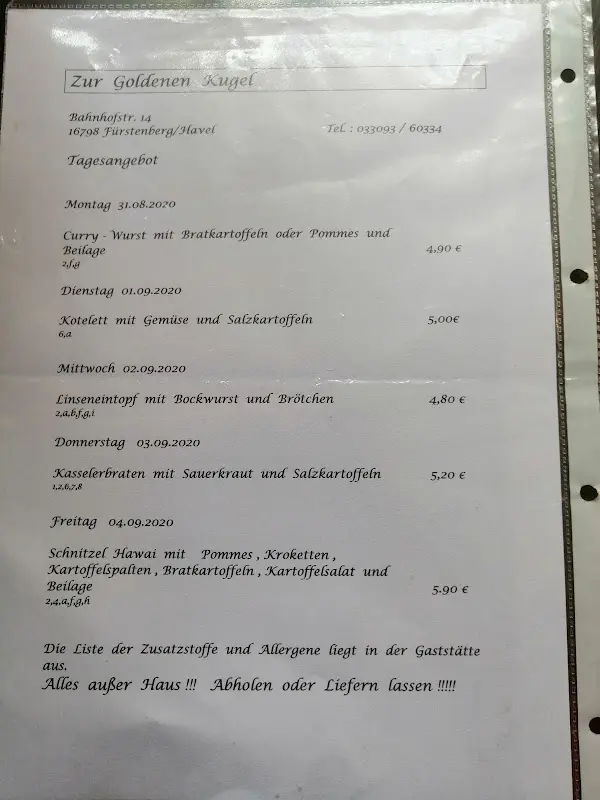 Zur Goldenen Kugel
Bahnhofstr. 14
16798 Fürstenberg/Havel Tel. : 033093 / 60334
Tagesangebot
Montag 31.08.2020
Curry - Wurst mit Bratkartoffeln oder Pommes und
Beilage 4,90 €
2,f,g
Dienstag 01.09.2020
Kotelett mit Gemüse und Salzkartoffeln 5,00€
6,a
Mittwoch 02.09.2020
Linseneintopf mit Bockwurst und Brötchen 4,80 €
2,a,b,f,g,i
Donnerstag 03.09.2020
Kasselerbraten mit Sauerkraut und Salzkartoffeln 5,20 €
1,2,6,7,8
Freitag 04.09.2020
Schnitzel Hawai mit Pommes , Kroketten ,
Kartoffelspalten , Bratkartoffeln , Kartoffelsalat und
Beilage 5.90 €
2,4,a,f,g,h
Die Liste der Zusatzstoffe und Allergene liegt in der Gaststätte
aus.
Alles außer Haus !!! Abholen oder Liefern lassen !!!!!